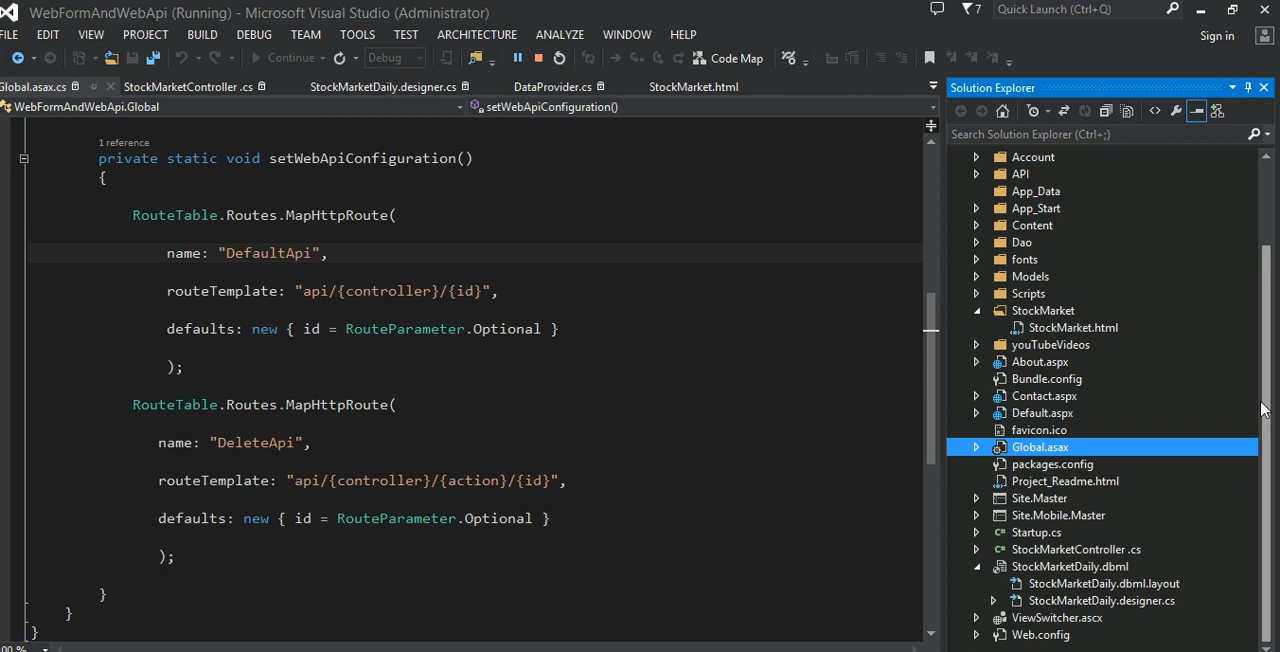 WebFormAndWebApi (Running) - Microsoft Visual Studio (Administrator)
7
Quick Launch (Ctrl+Q)
FILE EDIT VIEW PROJECT BUILD DEBUG TEAM TOOLS TEST ARCHITECTURE ANALYZE WINDOW HELP
Sign in
Continue
Debug
Code Map
Global.asax.cs StockMarketController .cs StockMarketDaily.designer.cs DataProvider.cs StockMarket.html
WebFormAndWebApi.Global
setWebApiConfiguration()
1 reference
private static void setWebApiConfiguration()
{
RouteTable.Routes.MapHttpRoute(
name: "DefaultApi",
routeTemplate: "api/{controller}/{id}",
defaults: new { id = RouteParameter.Optional }
);
RouteTable.Routes.MapHttpRoute(
name: "DeleteApi",
routeTemplate: "api/{controller}/{action}/{id}",
defaults: new { id = RouteParameter.Optional }
);
}
}
}
00 %
Solution Explorer
Search Solution Explorer (Ctrl+;)
Account
API
App_Data
App_Start
Content
Dao
fonts
Models
Scripts
StockMarket
StockMarket.html
youTubeVideos
About.aspx
Bundle.config
Contact.aspx
Default.aspx
favicon.ico
Global.asax
packages.config
Project_Readme.html
Site.Master
Site.Mobile.Master
C# Startup.cs
C# StockMarketController .cs
StockMarketDaily.dbml
StockMarketDaily.dbml.layout
StockMarketDaily.designer.cs
ViewSwitcher.ascx
Web.config